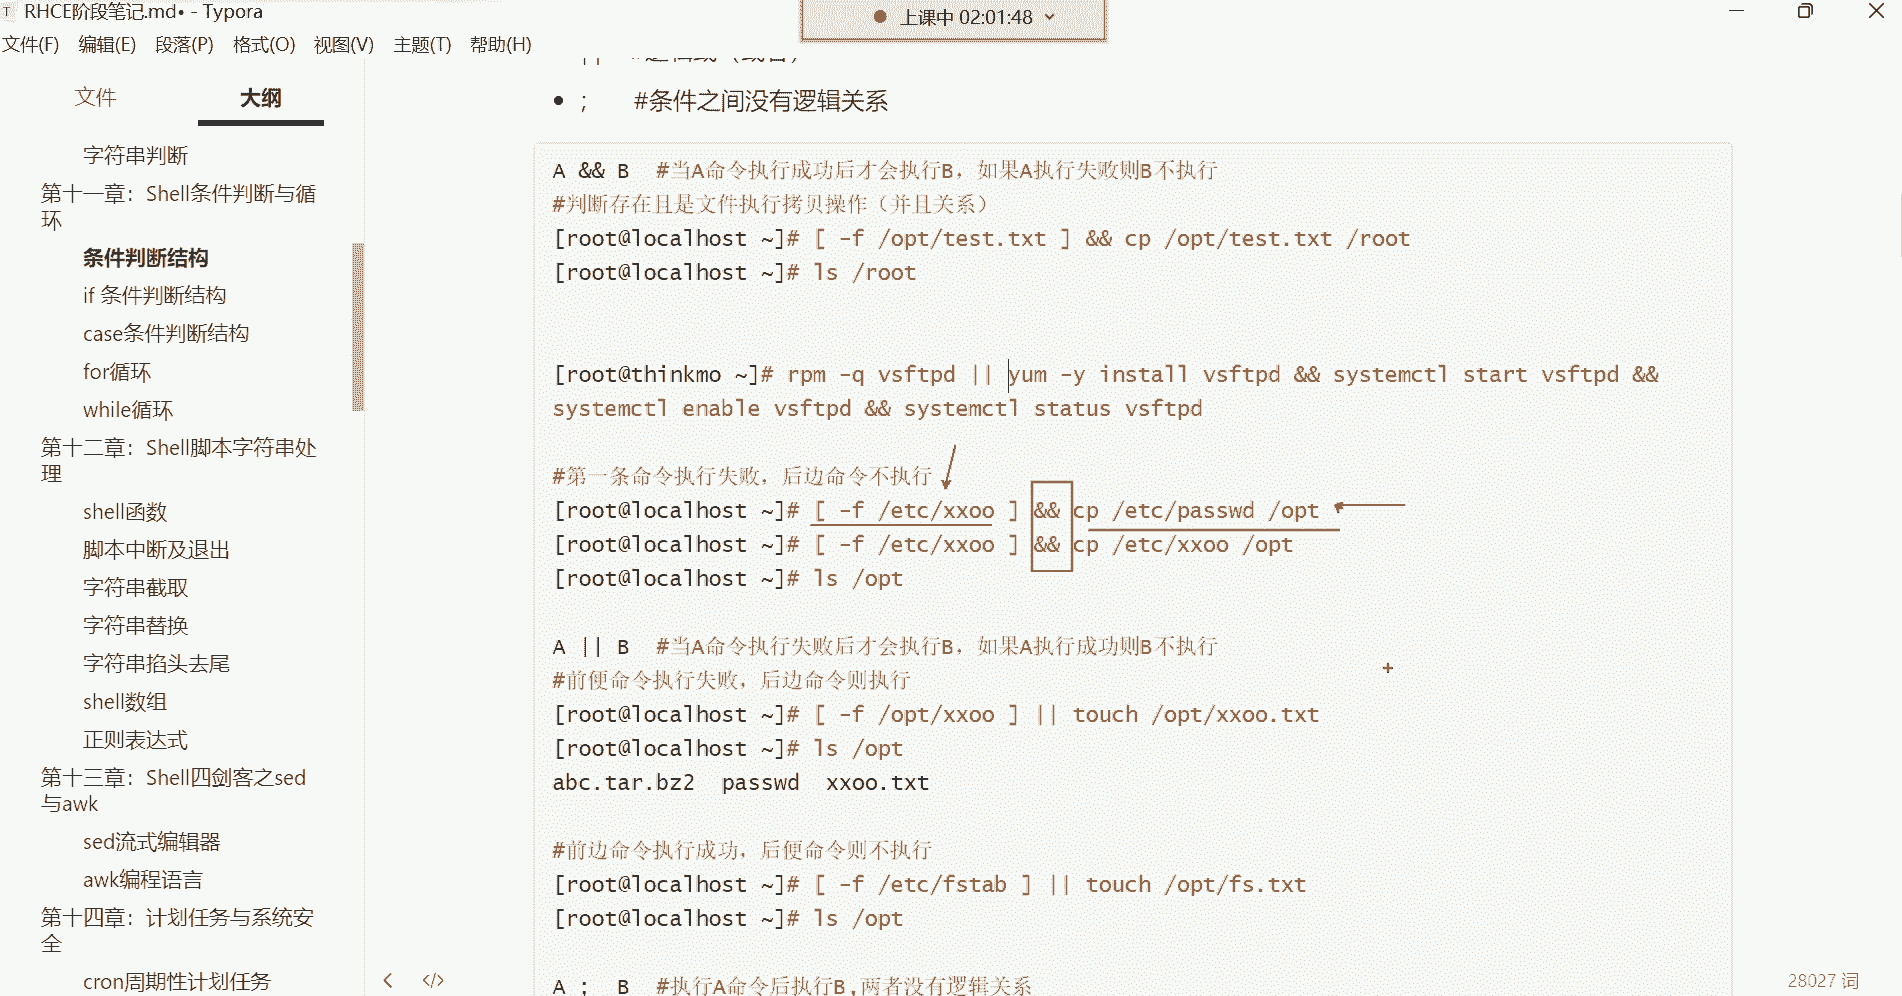 RHCE阶段笔记.md• - Typora
上课中 02:01:48
文件(F) 编辑(E) 段落(P) 格式(O) 视图(V) 主题(T) 帮助(H)
文件 大纲
字符串判断
第十一章：Shell条件判断与循
环
条件判断结构
if 条件判断结构
case条件判断结构
for循环
while循环
第十二章：Shell脚本字符串处
理
shell函数
脚本中断及退出
字符串截取
字符串替换
字符串掐头去尾
shell数组
正则表达式
第十三章：Shell四剑客之sed
与awk
sed流式编辑器
awk编程语言
第十四章：计划任务与系统安
全
cron周期性计划任务
; #条件之间没有逻辑关系
A && B #当A命令执行成功后才会执行B，如果A执行失败则B不执行
#判断存在且是文件执行拷贝操作（并且关系）
[root@localhost ~]# [ -f /opt/test.txt ] && cp /opt/test.txt /root
[root@localhost ~]# ls /root
[root@thinkmo ~]# rpm -q vsftpd || yum -y install vsftpd && systemctl start vsftpd &&
systemctl enable vsftpd && systemctl status vsftpd
#第一条命令执行失败，后边命令不执行
[root@localhost ~]# [ -f /etc/xxoo ] && cp /etc/passwd /opt
[root@localhost ~]# [ -f /etc/xxoo ] && cp /etc/xxoo /opt
[root@localhost ~]# ls /opt
A || B #当A命令执行失败后才会执行B，如果A执行成功则B不执行
#前便命令执行失败，后边命令则执行
[root@localhost ~]# [ -f /opt/xxoo ] || touch /opt/xxoo.txt
[root@localhost ~]# ls /opt
abc.tar.bz2 passwd xxoo.txt
#前边命令执行成功，后便命令则不执行
[root@localhost ~]# [ -f /etc/fstab ] || touch /opt/fs.txt
[root@localhost ~]# ls /opt
A ; B #执行A命令后执行B,两者没有逻辑关系
28027 词